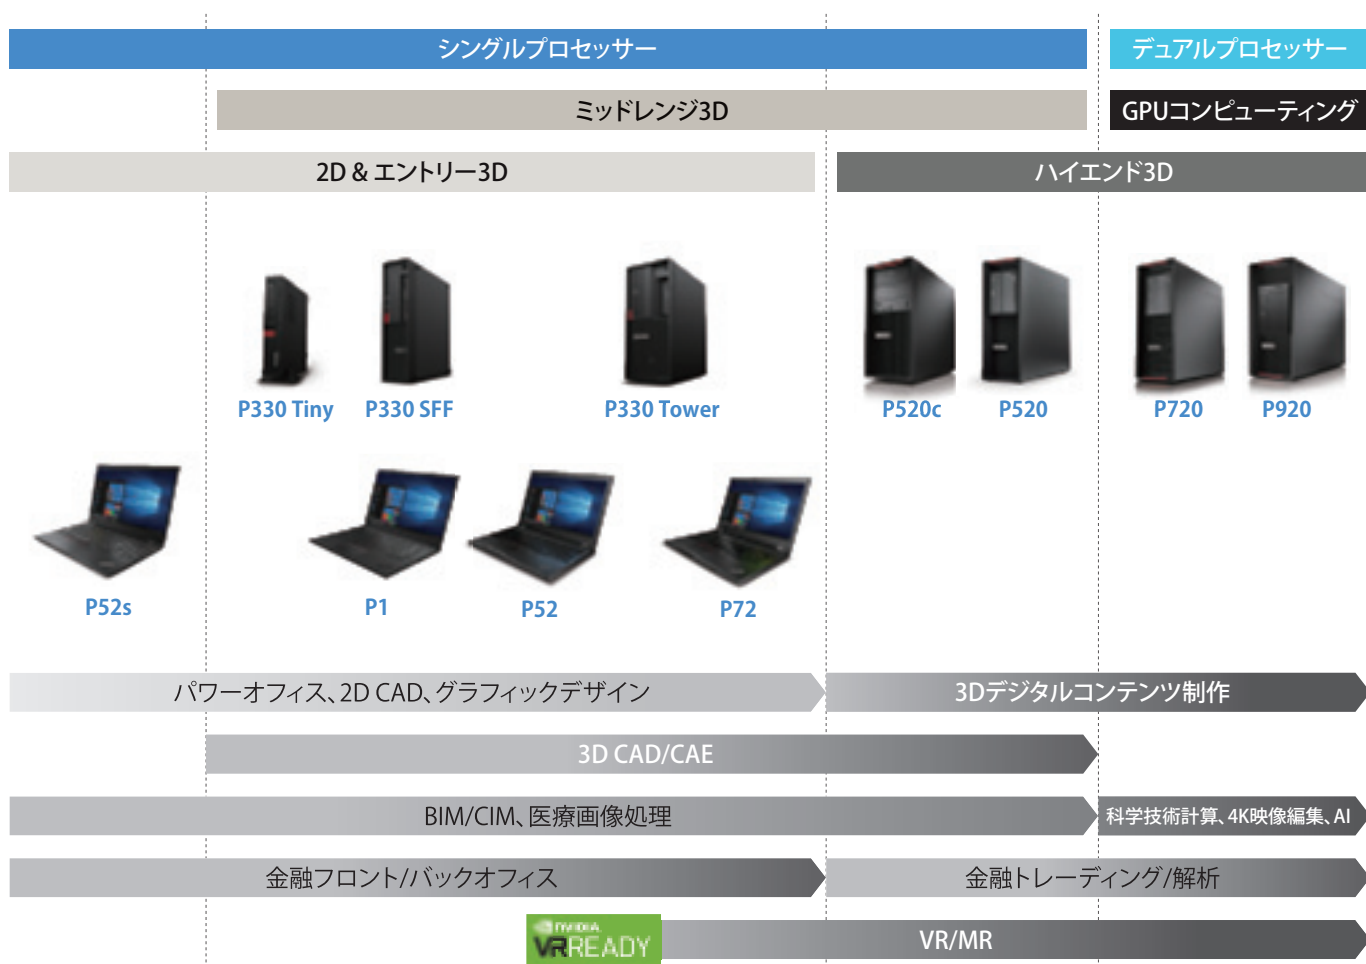 シングルプロセッサー
デュアルプロセッサー
ミッドレンジ3D
GPUコンピューティング
2D & エントリー3D
ハイエンド3D
P330 Tiny
P330 SFF
P330 Tower
P520c
P520
P720
P920
P52s
P1
P52
P72
パワーオフィス、2D CAD、グラフィックデザイン
3Dデジタルコンテンツ制作
3D CAD/CAE
BIM/CIM、医療画像処理
科学技術計算、4K映像編集、AI
金融フロント/バックオフィス
金融トレーディング/解析
NVIDIA
VR READY
VR/MR